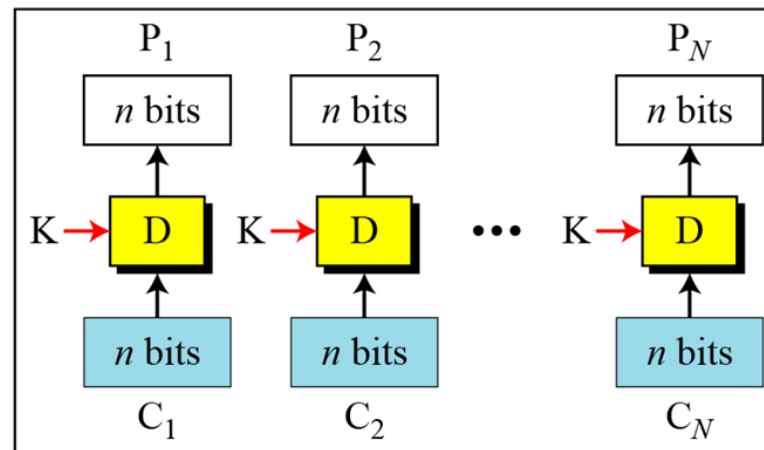 P1 P2 PN
n bits n bits n bits
K D K D ••• K D
n bits n bits n bits
C1 C2 CN